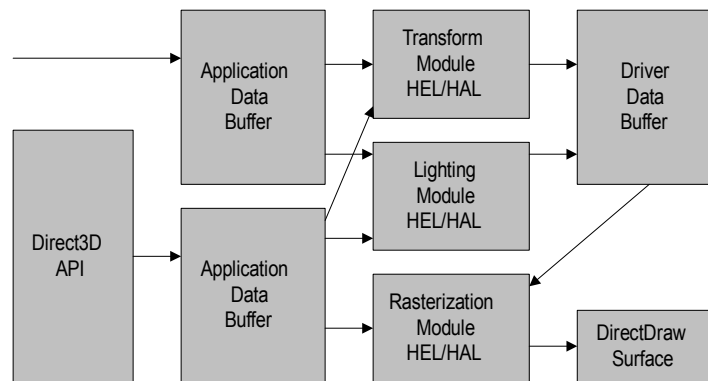 Application
Data
Buffer
Transform
Module
HEL/HAL
Driver
Data
Buffer
Lighting
Module
HEL/HAL
Direct3D
API
Application
Data
Buffer
Rasterization
Module
HEL/HAL
DirectDraw
Surface